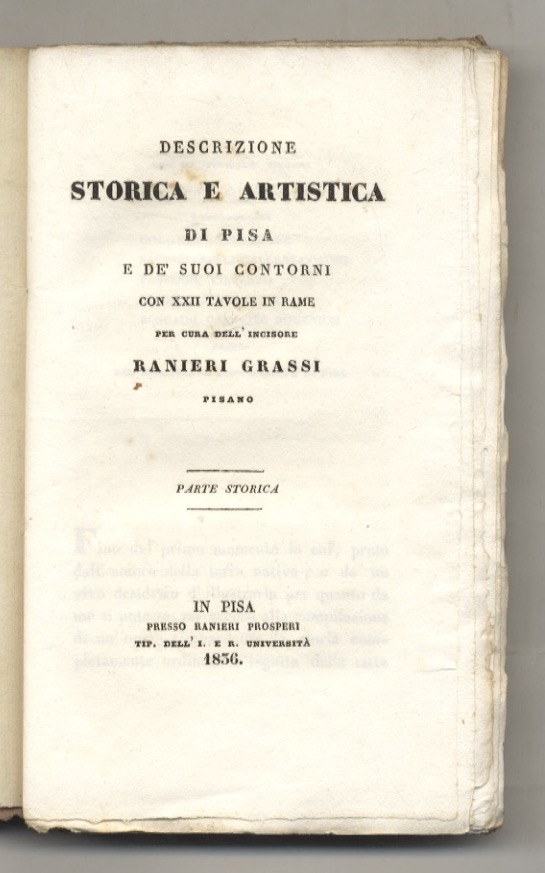 DESCRIZIONE
STORICA E ARTISTICA
DI PISA
E DE' SUOI CONTORNI
CON XXII TAVOLE IN RAME
PER CURA DELL' INCISORE
RANIERI GRASSI
PISANO
PARTE STORICA
IN PISA
PRESSO RANIERI PROSPERI
TIP. DELL' I. E R. UNIVERSITÀ
1836.